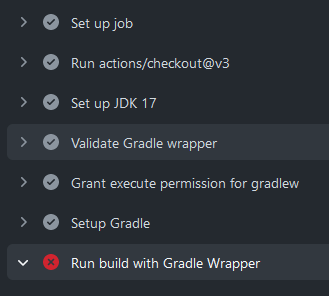 Set up job
Run actions/checkout@v3
Set up JDK 17
Validate Gradle wrapper
Grant execute permission for gradlew
Setup Gradle
Run build with Gradle Wrapper